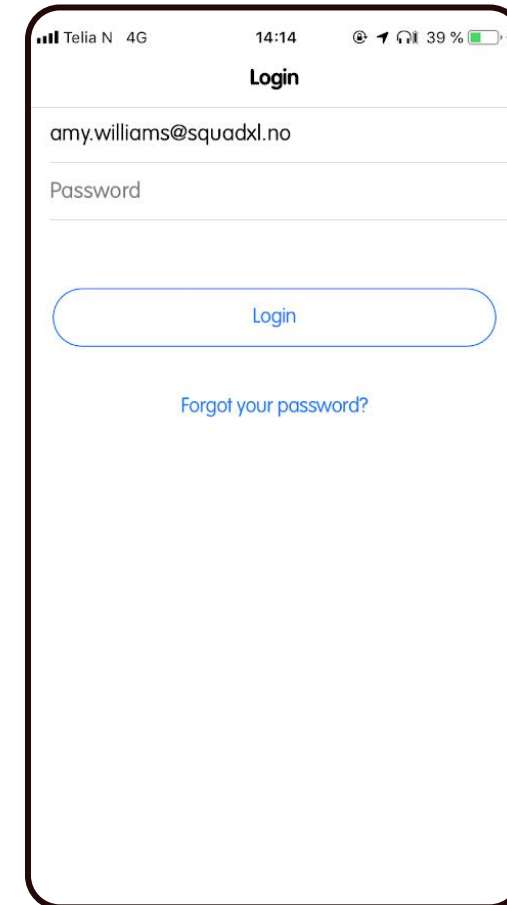 Telia N 4G 14:14 39 %
Login
amy.williams@squadxl.no
Password
Login
Forgot your password?